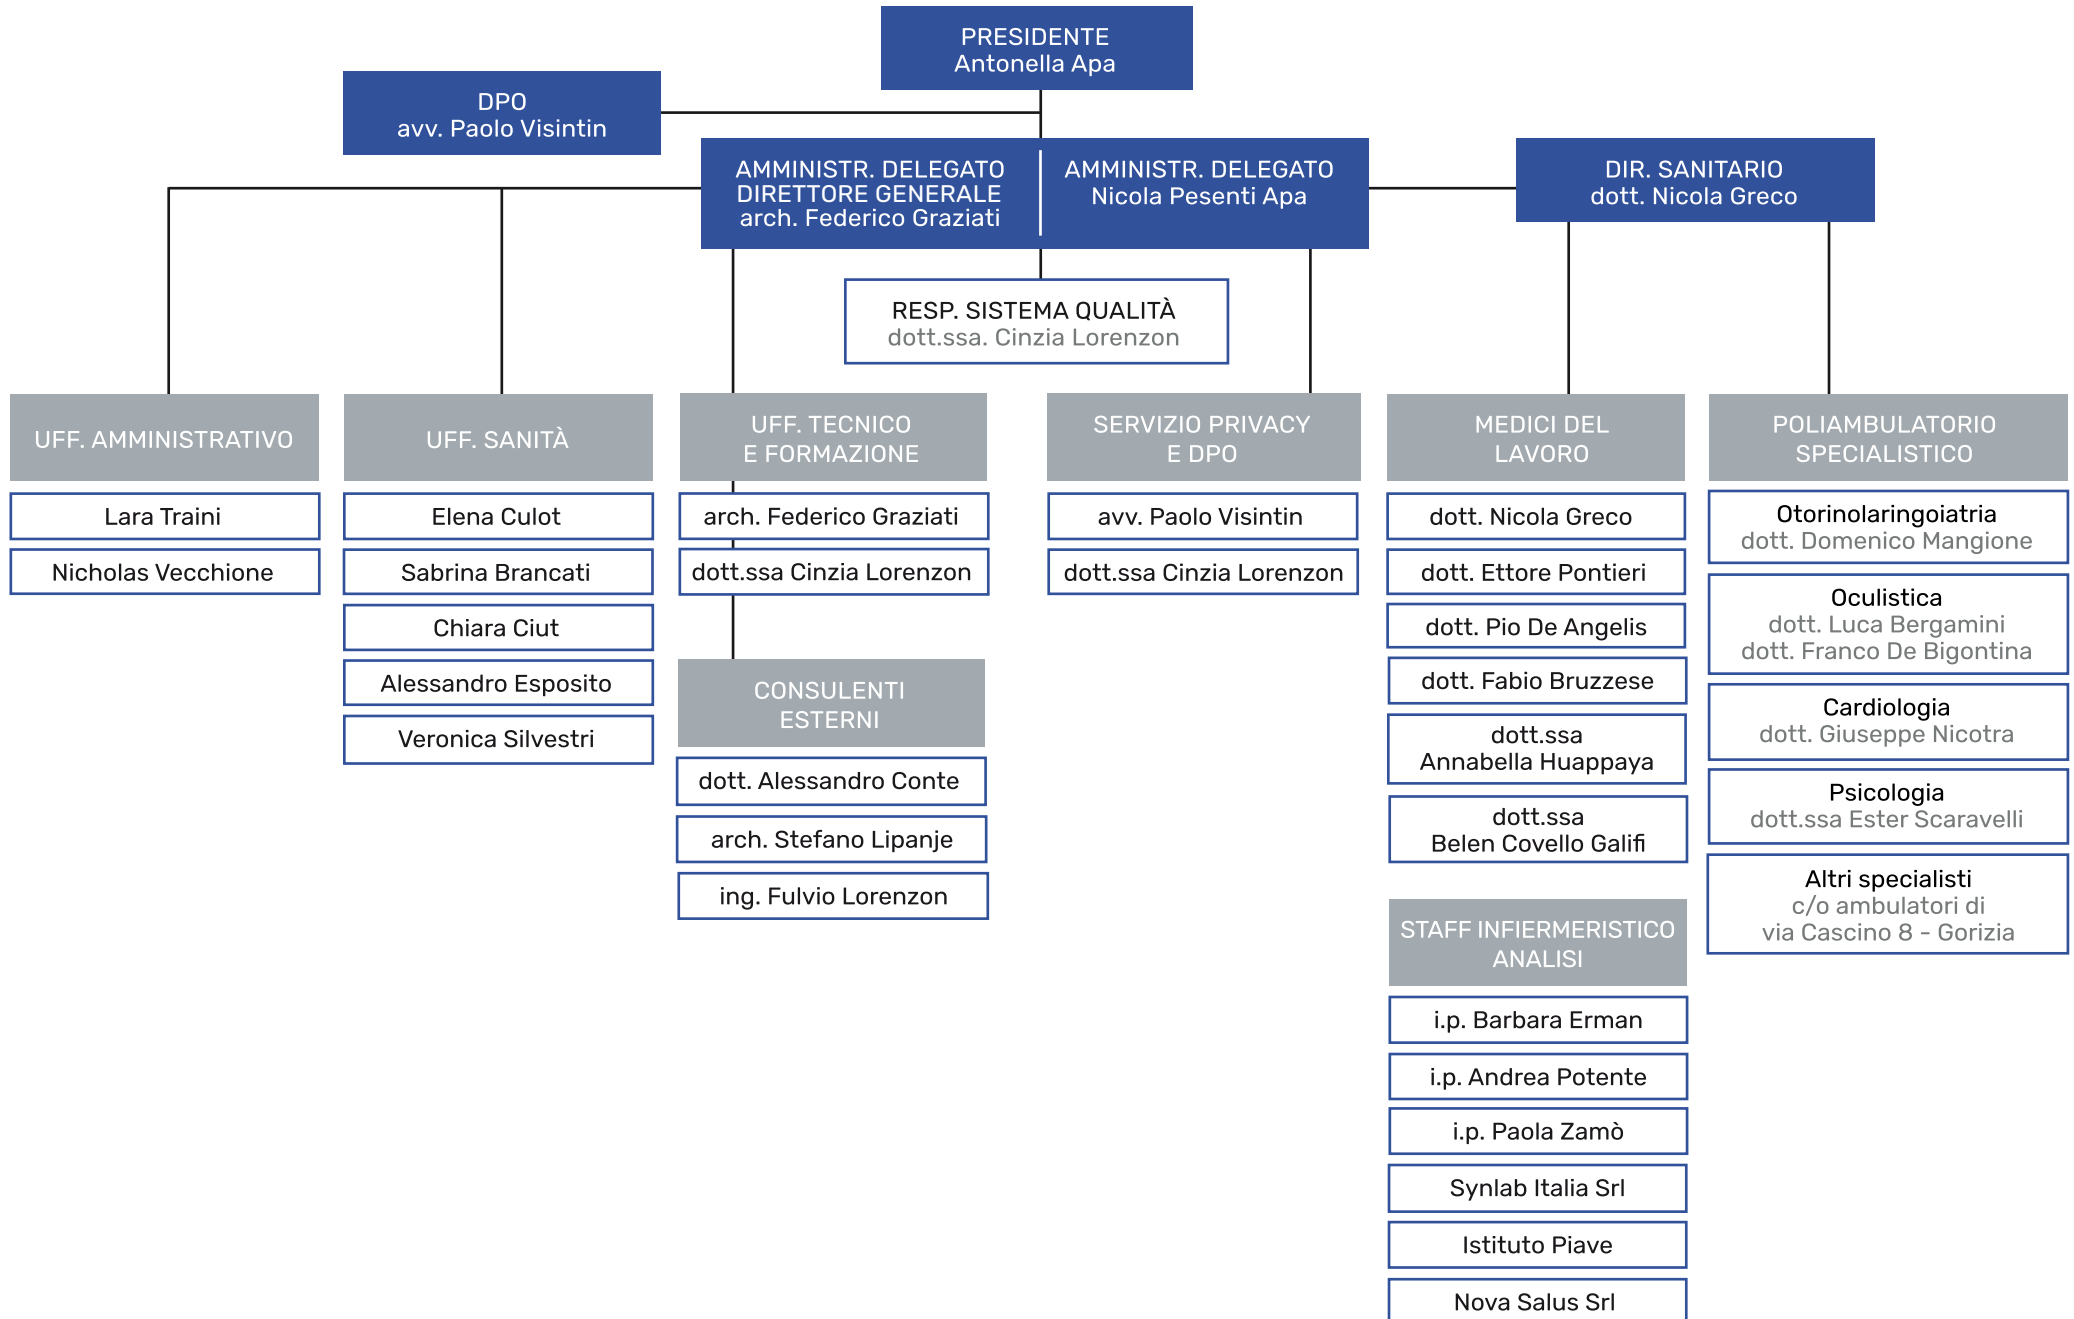 PRESIDENTE
Antonella Apa
DPO
avv. Paolo Visintin
AMMINISTR. DELEGATO
DIRETTORE GENERALE
arch. Federico Graziati
AMMINISTR. DELEGATO
Nicola Pesenti Apa
DIR. SANITARIO
dott. Nicola Greco
RESP. SISTEMA QUALITÀ
dott.ssa. Cinzia Lorenzon
UFF. AMMINISTRATIVO
Lara Traini
Nicholas Vecchione
UFF. SANITÀ
Elena Culot
Sabrina Brancati
Chiara Ciut
Alessandro Esposito
Veronica Silvestri
UFF. TECNICO
E FORMAZIONE
arch. Federico Graziati
dott.ssa Cinzia Lorenzon
CONSULENTI
ESTERNI
dott. Alessandro Conte
arch. Stefano Lipanje
ing. Fulvio Lorenzon
SERVIZIO PRIVACY
E DPO
avv. Paolo Visintin
dott.ssa Cinzia Lorenzon
MEDICI DEL
LAVORO
dott. Nicola Greco
dott. Ettore Pontieri
dott. Pio De Angelis
dott. Fabio Bruzzese
dott.ssa
Annabella Huappaya
dott.ssa
Belen Covello Galifi
STAFF INFIERMERISTICO
ANALISI
i.p. Barbara Erman
i.p. Andrea Potente
i.p. Paola Zamò
Synlab Italia Srl
Istituto Piave
Nova Salus Srl
POLIAMBULATORIO
SPECIALISTICO
Otorinolaringoiatria
dott. Domenico Mangione
Oculistica
dott. Luca Bergamini
dott. Franco De Bigontina
Cardiologia
dott. Giuseppe Nicotra
Psicologia
dott.ssa Ester Scaravelli
Altri specialisti
c/o ambulatori di
via Cascino 8 - Gorizia